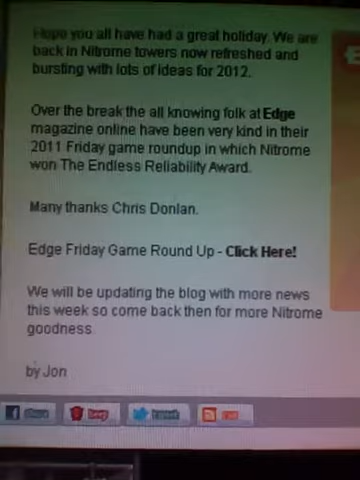 Hope you all have had a great holiday. We are
back in Nitrome towers now refreshed and
bursting with lots of ideas for 2012.
Over the break the all knowing folk at Edge
magazine online have been very kind in their
2011 Friday game roundup in which Nitrome
won The Endless Reliability Award.
Many thanks Chris Donlan.
Edge Friday Game Round Up - Click Here!
We will be updating the blog with more news
this week so come back then for more Nitrome
goodness.
by Jon